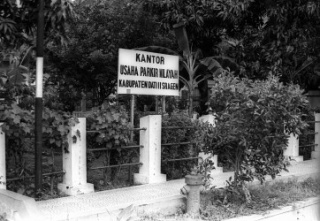 KANTOR
USAHA PARKIR WILAYAH
KABUPATEN DATI II SRAGEN